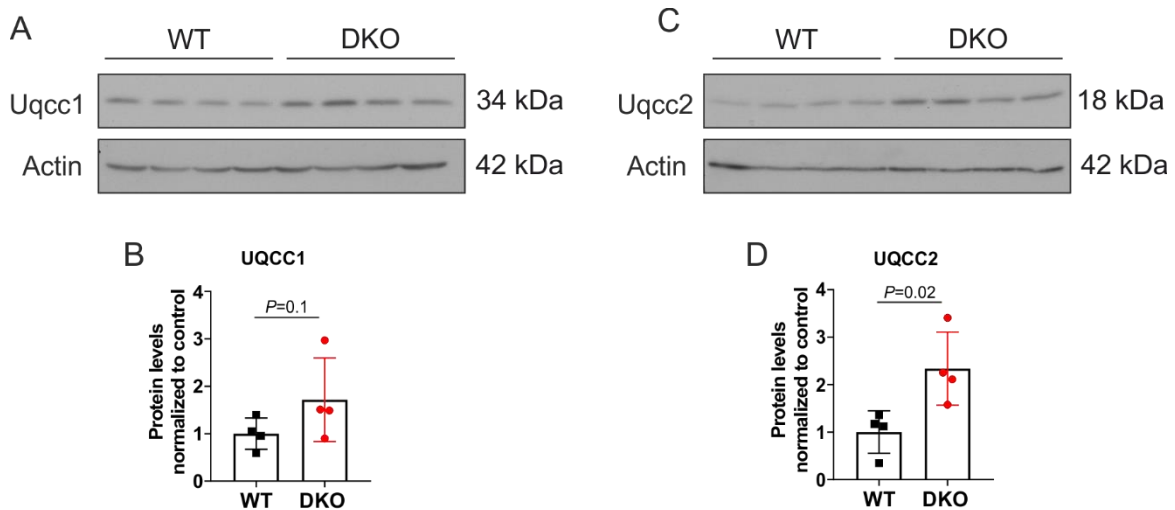 A
WT DKO
Uqcc1 34 kDa
Actin 42 kDa
B
UQCC1
Protein levels
normalized to control
4
3
2
1
0
P=0.1
WT DKO
C
WT DKO
Uqcc2 18 kDa
Actin 42 kDa
D
UQCC2
Protein levels
normalized to control
4
3
2
1
0
P=0.02
WT DKO